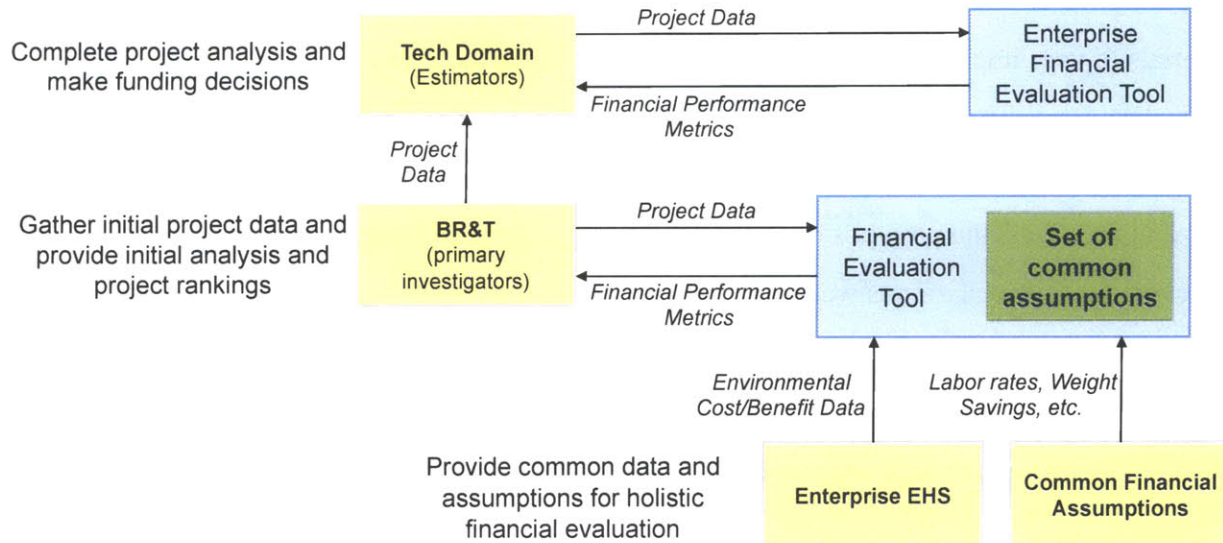 Complete project analysis and
make funding decisions
Tech Domain
(Estimators)
Project Data
Financial Performance
Metrics
Enterprise
Financial
Evaluation Tool
Project
Data
Gather initial project data and
provide initial analysis and
project rankings
BR&T
(primary
investigators)
Project Data
Financial Performance
Metrics
Financial
Evaluation
Tool
Set of
common
assumptions
Environmental
Cost/Benefit Data
Labor rates, Weight
Savings, etc.
Provide common data and
assumptions for holistic
financial evaluation
Enterprise EHS
Common Financial
Assumptions